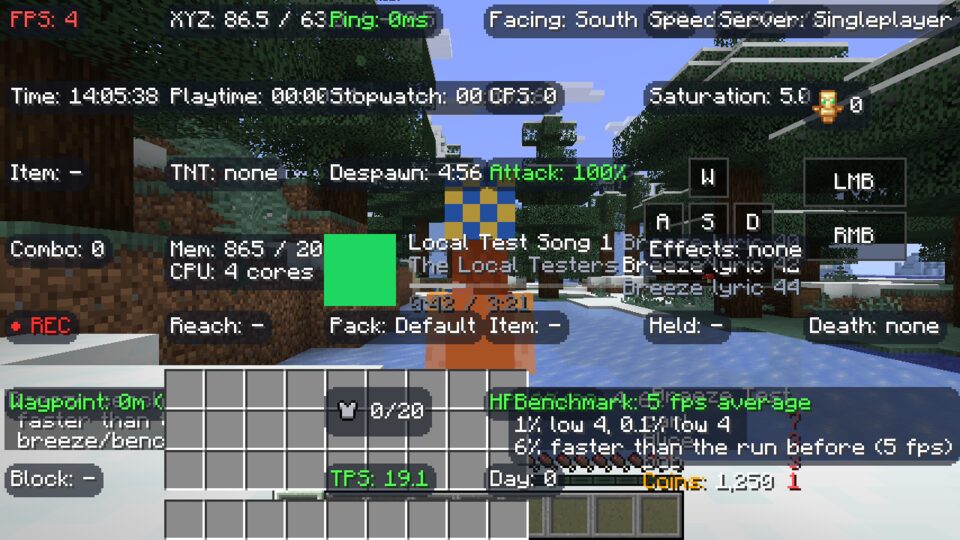 FPS: 4
XYZ: 86.5 / 63
Ping: 0ms
Facing: South
Speed
Server: Singleplayer
Time: 14:05:38
Playtime: 00:00
Stopwatch: 00
CPS: 0
Saturation: 5.0
0
Item: -
TNT: none
Despawn: 4:56
Attack: 100%
W
LMB
A S D
RMB
Combo: 0
Mem: 865 / 20
CPU: 4 cores
Local Test Song 1
The Local Testers
0:42 / 3:21
Effects: none
Breeze lyric 44
● REC
Reach: -
Pack: Default
Item: -
Held: -
Death: none
Waypoint: 0m
faster than
breeze/benc
0/20
Benchmark: 5 fps average
1% low 4, 0.1% low 4
6% faster than the run before (5 fps)
Block: -
TPS: 19.1
Day: 0
Coins: 1,250 1